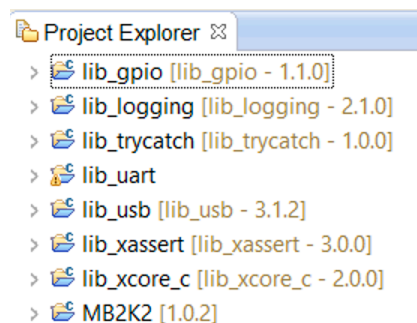 Project Explorer
lib_gpio [lib_gpio - 1.1.0]
lib_logging [lib_logging - 2.1.0]
lib_trycatch [lib_trycatch - 1.0.0]
lib_uart
lib_usb [lib_usb - 3.1.2]
lib_xassert [lib_xassert - 3.0.0]
lib_xcore_c [lib_xcore_c - 2.0.0]
MB2K2 [1.0.2]